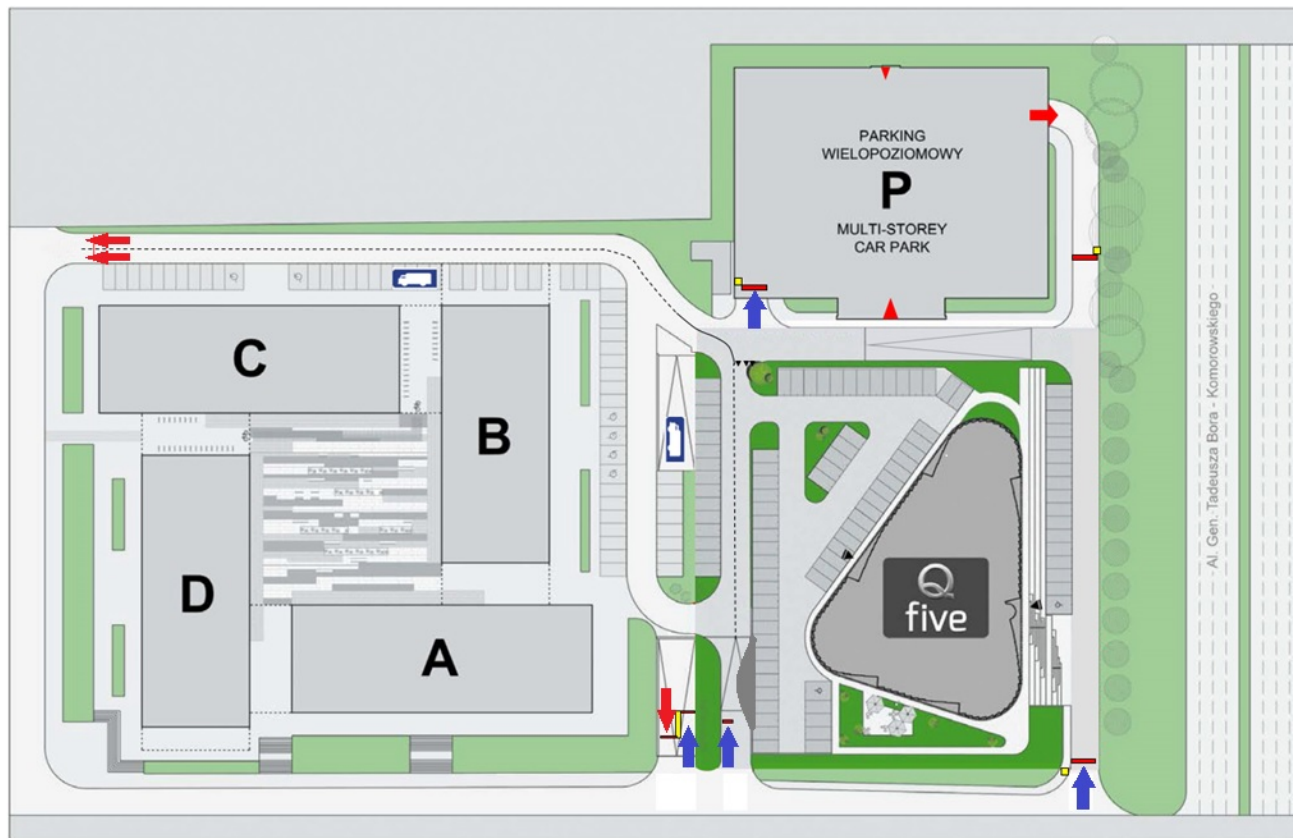 PARKING
WIELOPOZIOMOWY
P
MULTI-STOREY
CAR PARK
C
B
D
A
Q
five
Al. Gen. Tadeusza Bora - Komorowskiego